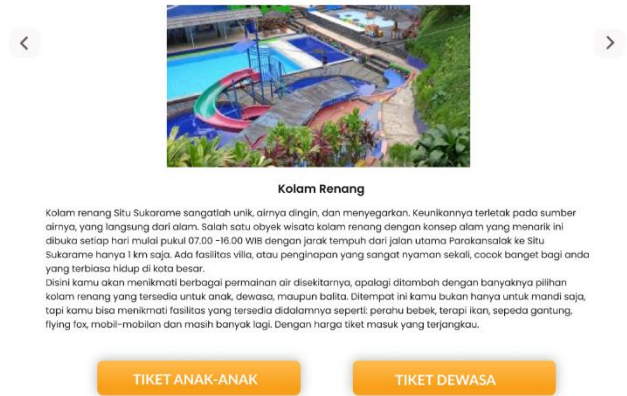 Kolam Renang
Kolam renang Situ Sukarame sangatlah unik, airnya dingin, dan menyegarkan. Keunikannya terletak pada sumber
airnya, yang langsung dari alam. Salah satu obyek wisata kolam renang dengan konsep alam yang menarik ini
dibuka setiap hari mulai pukul 07.00 -16.00 WIB dengan jarak tempuh dari jalan utama Parakansalak ke Situ
Sukarame hanya 1 km saja. Ada fasilitas villa, atau penginapan yang sangat nyaman sekali, cocok banget bagi anda
yang terbiasa hidup di kota besar.
Disini kamu akan menikmati berbagai permainan air disekitarnya, apalagi ditambah dengan banyaknya pilihan
kolam renang yang tersedia untuk anak, dewasa, maupun balita. Ditempat ini kamu bukan hanya untuk mandi saja,
tapi kamu bisa menikmati fasilitas yang tersedia didalamnya seperti: perahu bebek, terapi ikan, sepeda gantung,
flying fox, mobil-mobilan dan masih banyak lagi. Dengan harga tiket masuk yang terjangkau.
TIKET ANAK-ANAK
TIKET DEWASA